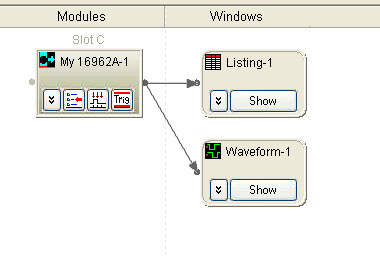 Modules
Windows
Slot C
My 16962A-1
Trig
Listing-1
Show
Waveform-1
Show